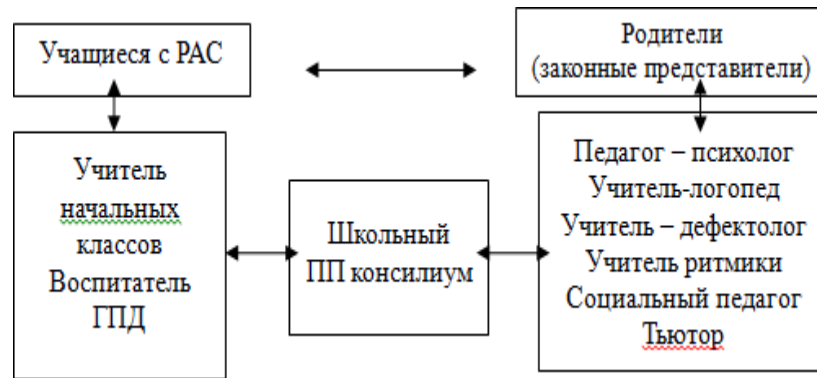 Учащиеся с РАС
Родители
(законные представители)
Учитель
начальных
классов
Воспитатель
ГПД
Школьный
ПП консилиум
Педагог – психолог
Учитель-логопед
Учитель – дефектолог
Учитель ритмики
Социальный педагог
Тьютор